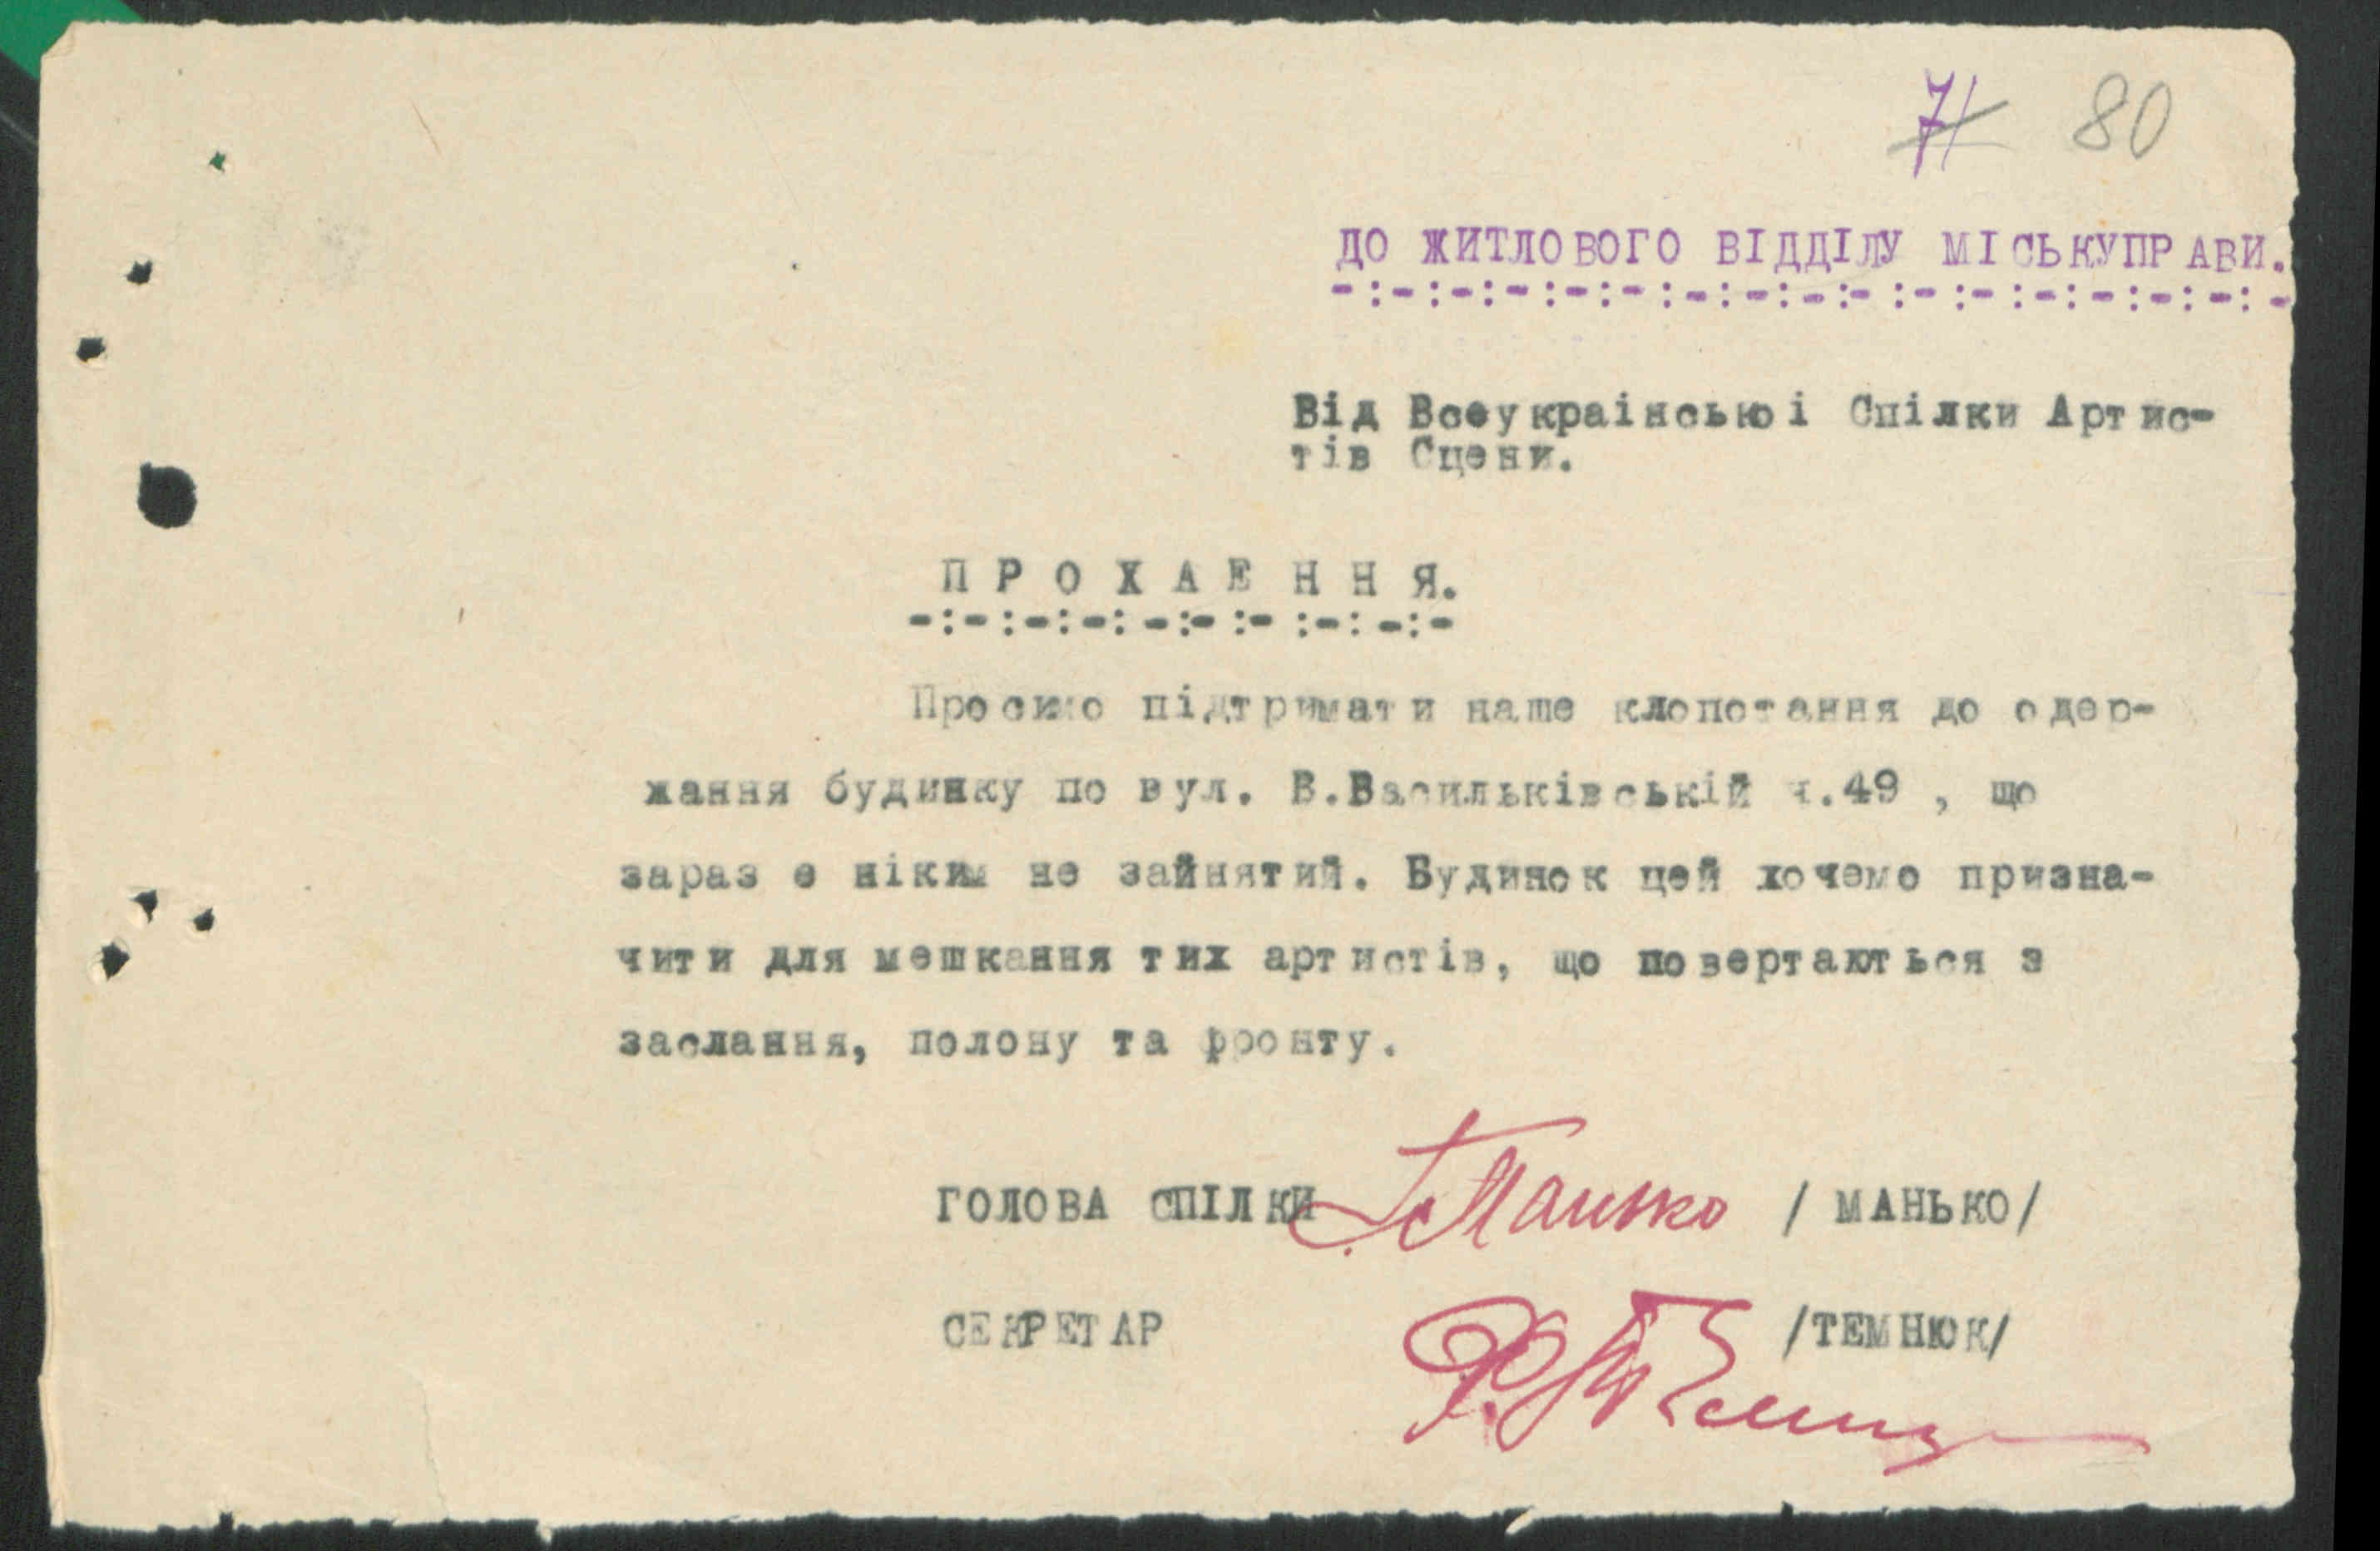 71 80
ДО ЖИТЛОВОГО ВІДДІЛУ МІСЬКУПРАВИ.
-:-:-:-:-:-:-:-:-:-:-:-:-:-:-:-:-
Від Всеукраінськоі Спілки Артис-
тів Сцени.
П Р О Х А Е Н Н Я.
-:-:-:-:-:-:-:-:-:-
Просимо підтримати наше клопотання до одер-
жання будинку по вул. В.Васильківській ч.49 , що
зараз е ніким не зайнятий. Будинок цей хочемо призна-
чити для мешкання тих артистів, що повертаються з
заслання, полону та фронту.
ГОЛОВА СПІЛКИ Манько / МАНЬКО/
СЕКРЕТАР /ТЕМНЮК/